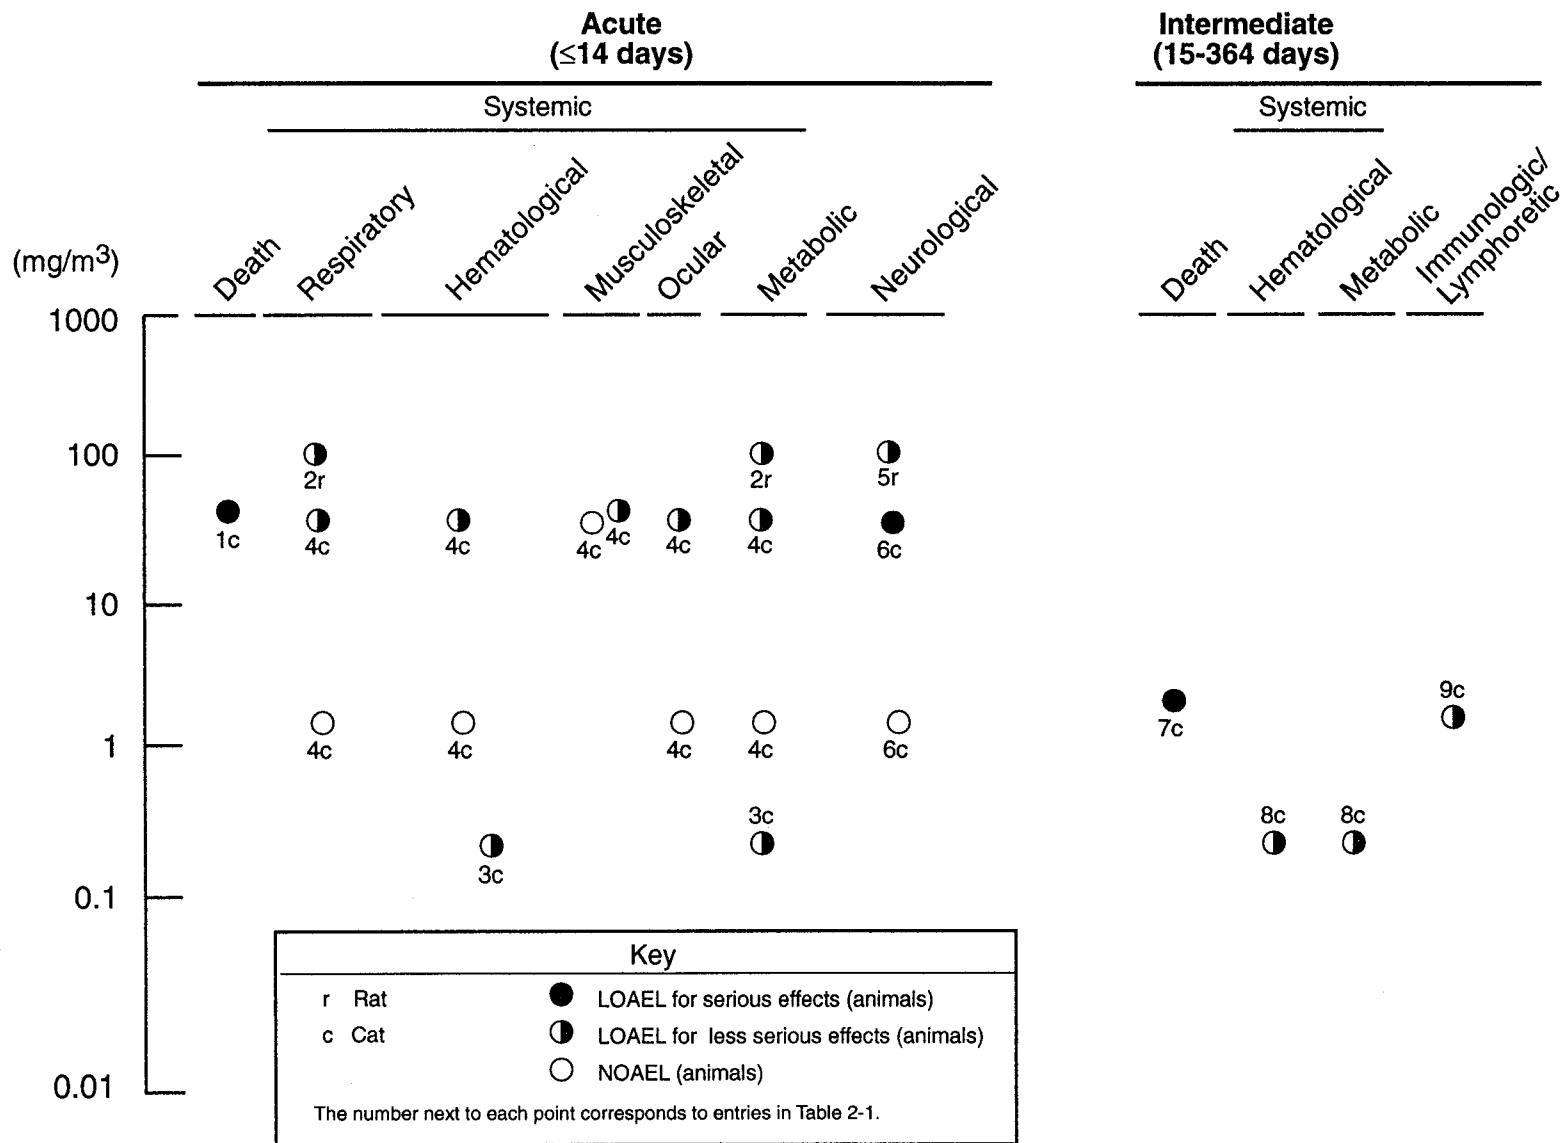 Acute
(≤14 days)
Intermediate
(15-364 days)
Systemic
Systemic
(mg/m³)
Death
Respiratory
Hematological
Musculoskeletal
Ocular
Metabolic
Neurological
Death
Hematological
Metabolic
Immunologic/
Lymphoretic
1000
100
10
1
0.1
0.01
2r
2r
5r
1c
4c
4c
4c
4c
4c
4c
6c
4c
4c
4c
4c
6c
3c
3c
7c
9c
8c
8c
Key
r Rat
LOAEL for serious effects (animals)
c Cat
LOAEL for less serious effects (animals)
NOAEL (animals)
The number next to each point corresponds to entries in Table 2-1.